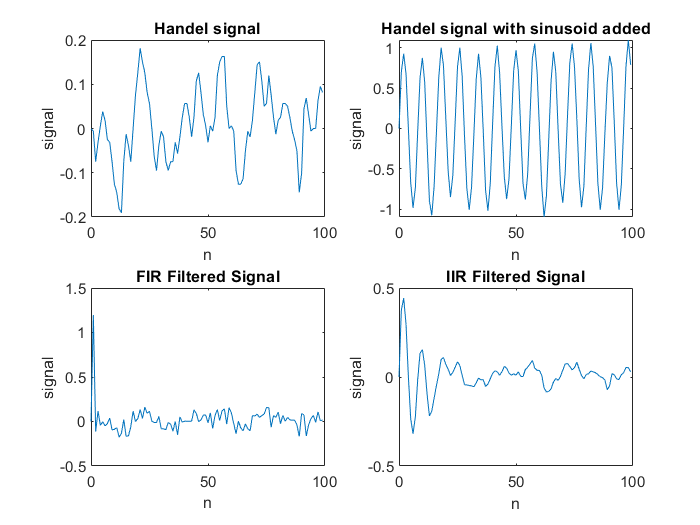 Handel signal
0.2
0.1
0
-0.1
-0.2
signal
0
50
100
n
Handel signal with sinusoid added
1
0.5
0
-0.5
-1
signal
0
50
100
n
FIR Filtered Signal
1.5
1
0.5
0
-0.5
signal
0
50
100
n
IIR Filtered Signal
0.5
0
-0.5
signal
0
50
100
n